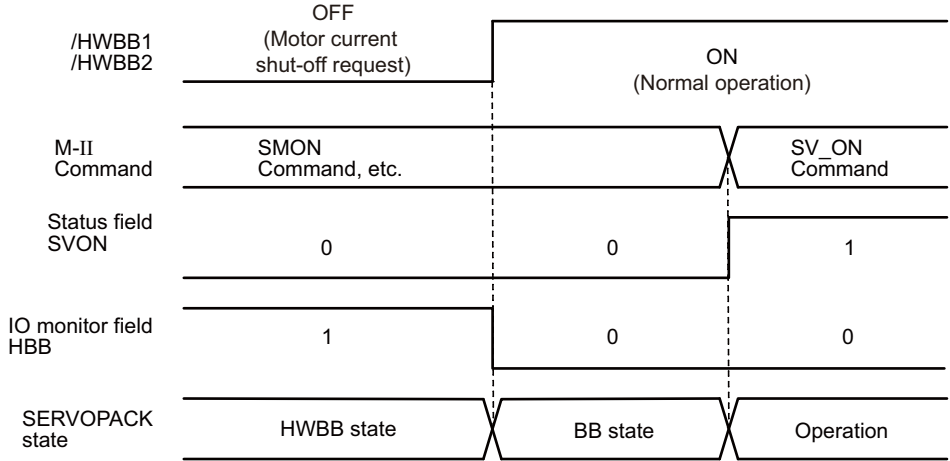 OFF
(Motor current
shut-off request)
/HWBB1
/HWBB2
ON
(Normal operation)
M-II
Command
SMON
Command, etc.
SV_ON
Command
Status field
SVON
0
0
1
IO monitor field
HBB
1
0
0
SERVOPACK
state
HWBB state
BB state
Operation